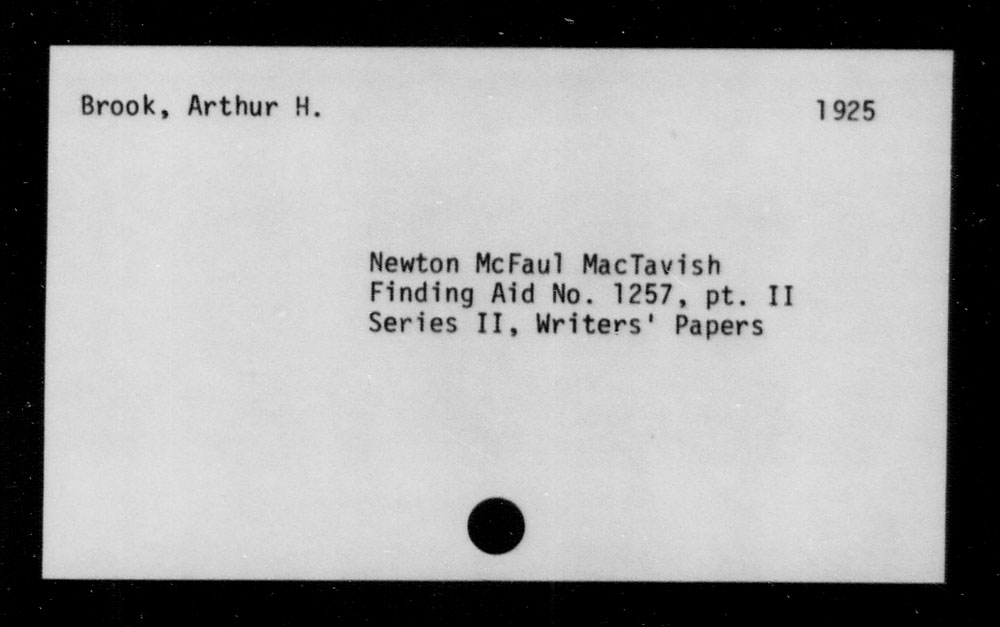 Brook, Arthur H. 1925
Newton McFaul MacTavish
Finding Aid No. 1257, pt. II
Series II, Writers' Papers